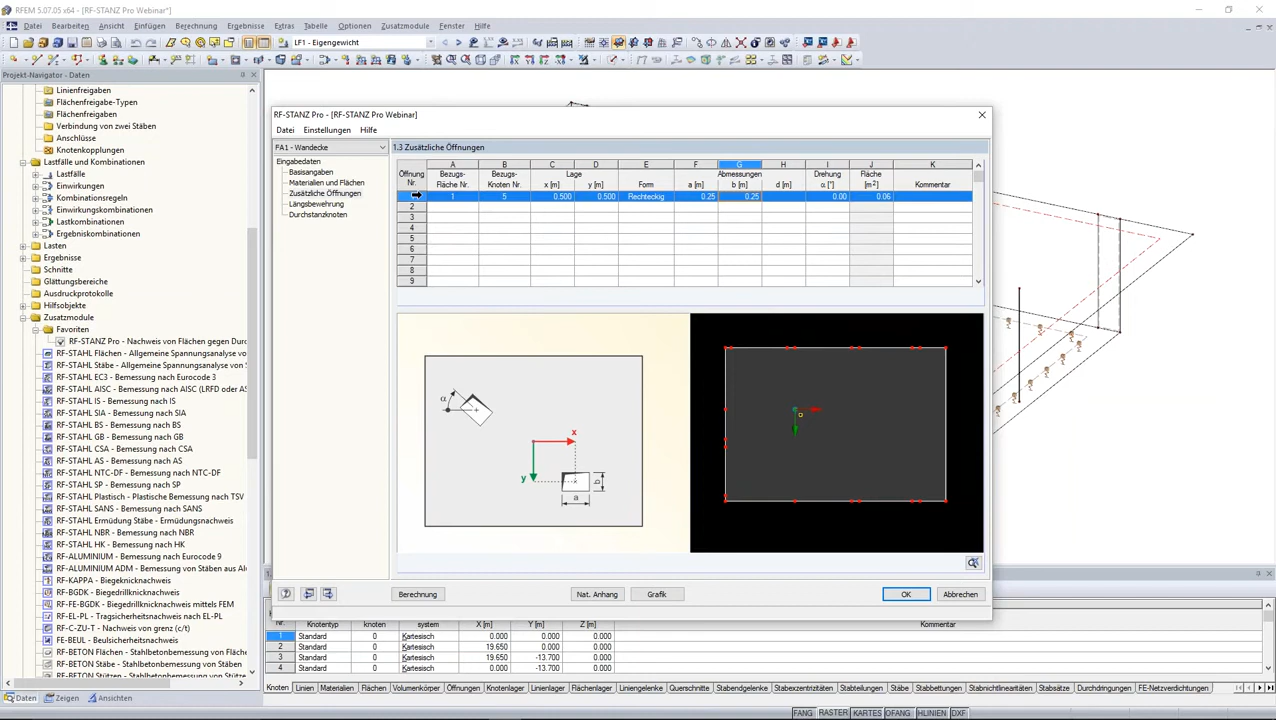 RFEM 5.07.05 x64 - [RF-STANZ Pro Webinar*]
Datei Bearbeiten Ansicht Einfügen Berechnung Ergebnisse Extras Tabelle Optionen Zusatzmodule Fenster Hilfe
LF1 - Eigengewicht
Projekt-Navigator - Daten
Linienfreigaben
Flächenfreigabe-Typen
Flächenfreigaben
Verbindung von zwei Stäben
Anschlüsse
Knotenkopplungen
Lastfälle und Kombinationen
Lastfälle
Einwirkungen
Kombinationsregeln
Einwirkungskombinationen
Lastkombinationen
Ergebniskombinationen
Lasten
Ergebnisse
Schnitte
Glättungsbereiche
Ausdruckprotokolle
Hilfsobjekte
Zusatzmodule
Favoriten
RF-STANZ Pro - Nachweis von Flächen gegen Durc
RF-STAHL Flächen - Allgemeine Spannungsanalyse vo
RF-STAHL Stäbe - Allgemeine Spannungsanalyse von
RF-STAHL EC3 - Bemessung nach Eurocode 3
RF-STAHL AISC - Bemessung nach AISC (LRFD oder AS
RF-STAHL IS - Bemessung nach IS
RF-STAHL SIA - Bemessung nach SIA
RF-STAHL BS - Bemessung nach BS
RF-STAHL GB - Bemessung nach GB
RF-STAHL CSA - Bemessung nach CSA
RF-STAHL AS - Bemessung nach AS
RF-STAHL NTC-DF - Bemessung nach NTC-DF
RF-STAHL SP - Bemessung nach SP
RF-STAHL Plastisch - Plastische Bemessung nach TSV
RF-STAHL SANS - Bemessung nach SANS
RF-STAHL Ermüdung Stäbe - Ermüdungsnachweis
RF-STAHL NBR - Bemessung nach NBR
RF-STAHL HK - Bemessung nach HK
RF-ALUMINIUM - Bemessung nach Eurocode 9
RF-ALUMINIUM ADM - Bemessung von Stäben aus Al
RF-KAPPA - Biegeknicknachweis
RF-BGDK - Biegedrillknicknachweis
RF-FE-BGDK - Biegedrillknicknachweis mittels FEM
RF-EL-PL - Tragsicherheitsnachweis nach EL-PL
RF-C-ZU-T - Nachweis von grenz (c/t)
FE-BEUL - Beulsicherheitsnachweis
RF-BETON Flächen - Stahlbetonbemessung von Fläche
RF-BETON Stäbe - Stahlbetonbemessung von Stäben
Daten Zeigen Ansichten
RF-STANZ Pro - [RF-STANZ Pro Webinar]
Datei Einstellungen Hilfe
FA1 - Wandecke
Eingabedaten
Basisangaben
Materialien und Flächen
Zusätzliche Öffnungen
Längsbewehrung
Durchstanzknoten
1.3 Zusätzliche Öffnungen
A B C D E F G H I J K
Öffnung Bezugs- Bezugs- Lage Abmessungen Drehung Fläche
Nr. Fläche Nr. Knoten Nr. x [m] y [m] Form a [m] b [m] d [m] α [°] [m2] Kommentar
1 5 0.500 0.500 Rechteckig 0.25 0.25 0.00 0.06
2
3
4
5
6
7
8
9
α
x
y
b
a
Berechnung Nat. Anhang Grafik OK Abbrechen
Nr. Knotentyp knoten system X [m] Y [m] Z [m] Kommentar
1 Standard 0 Kartesisch 0.000 0.000 0.000
2 Standard 0 Kartesisch 19.650 0.000 0.000
3 Standard 0 Kartesisch 19.650 -13.700 0.000
4 Standard 0 Kartesisch 0.000 -13.700 0.000
Knoten Linien Materialien Flächen Volumenkörper Öffnungen Knotenlager Linienlager Flächenlager Liniengelenke Querschnitte Stabendgelenke Stabexzentrizitäten Stabteilungen Stäbe Stabbettungen Stabnichtlinearitäten Stabsätze Durchdringungen FE-Netzverdichtungen
FANG RASTER KARTES OFANG HLINIEN DXF